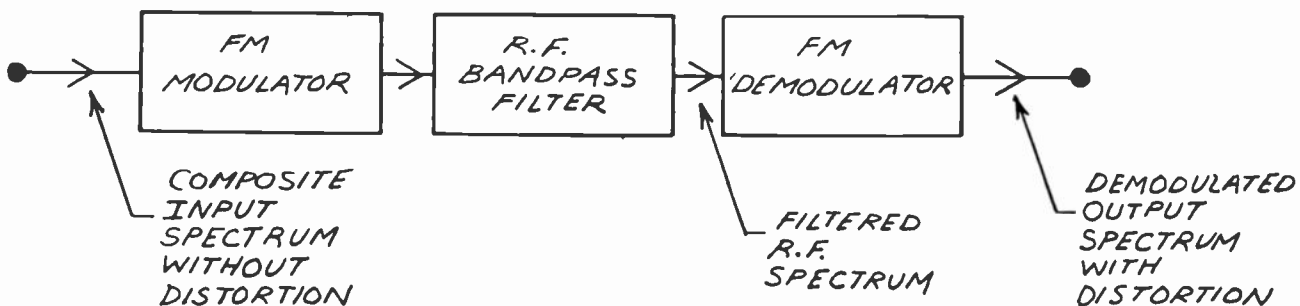 FM
MODULATOR
R.F.
BANDPASS
FILTER
FM
DEMODULATOR
COMPOSITE
INPUT
SPECTRUM
WITHOUT
DISTORTION
FILTERED
R.F.
SPECTRUM
DEMODULATED
OUTPUT
SPECTRUM
WITH
DISTORTION